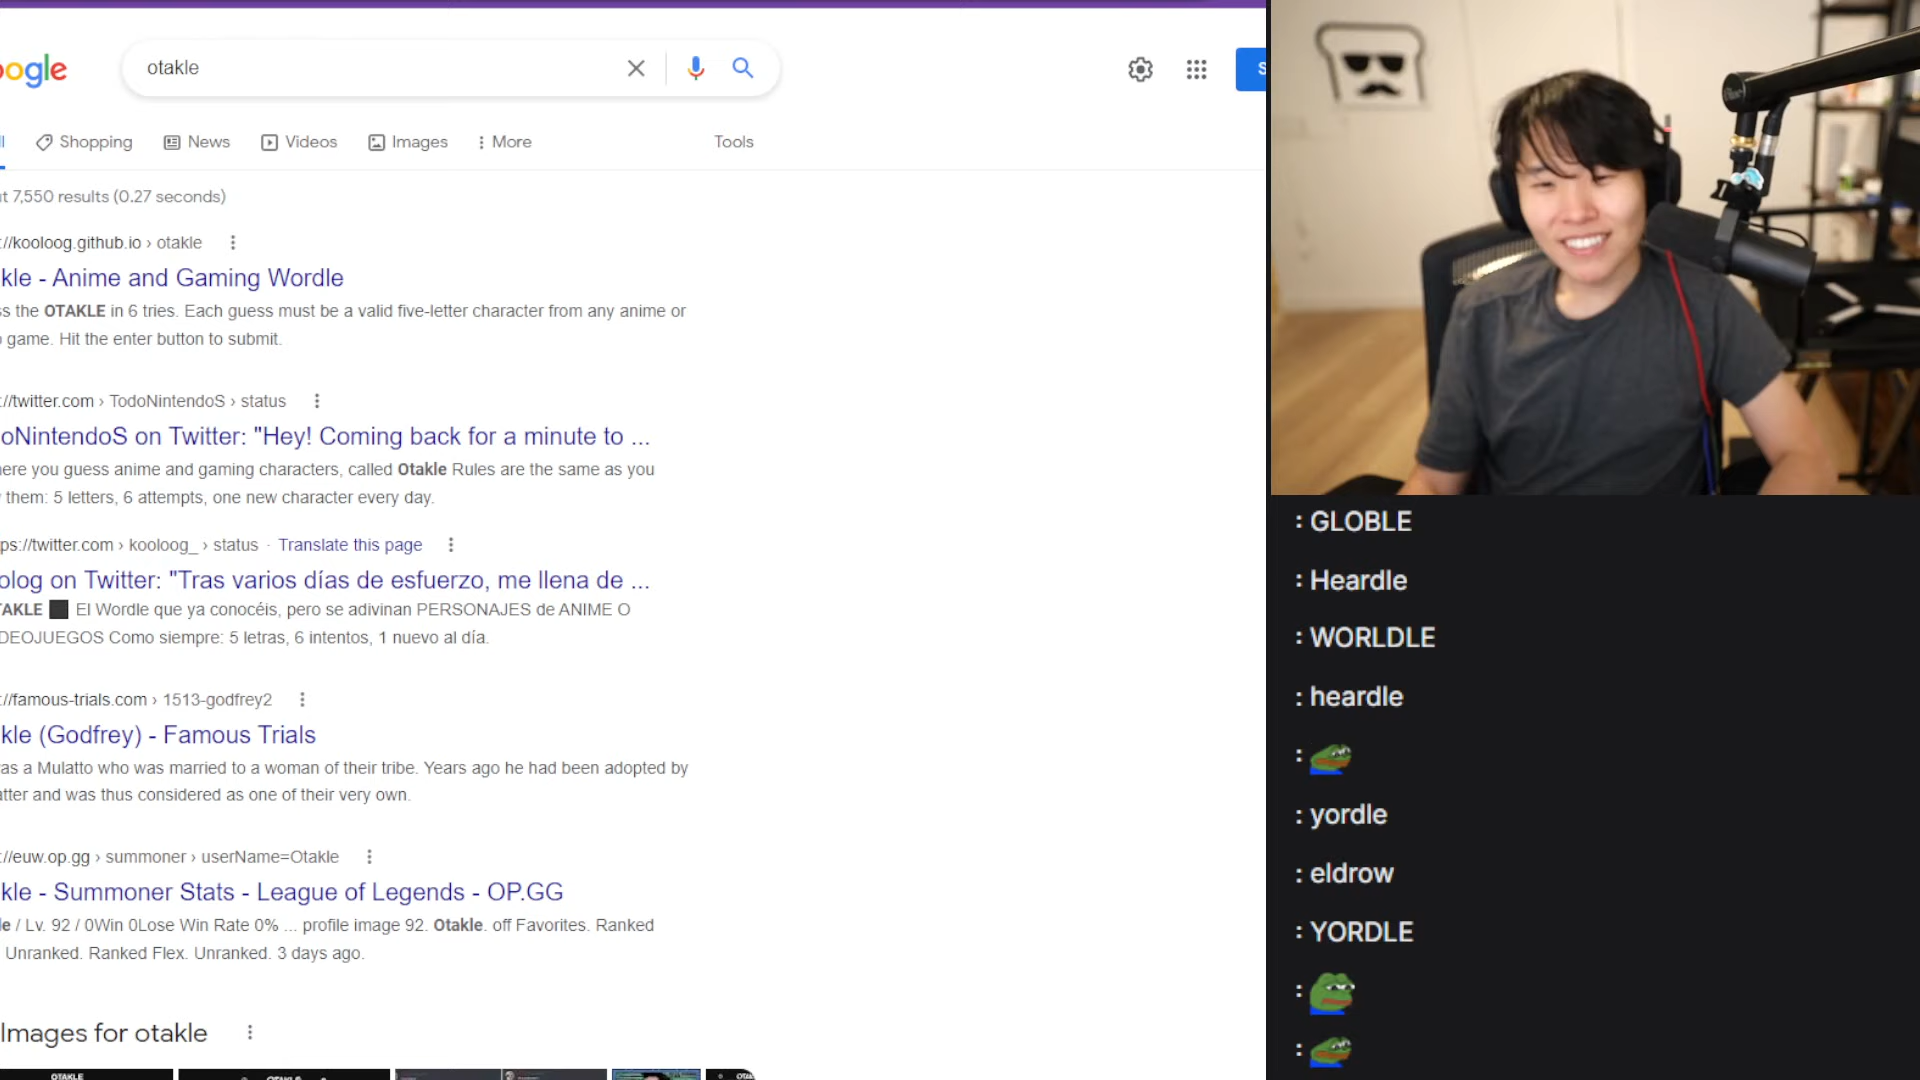 oogle
otakle
Shopping
News
Videos
Images
More
Tools
7,550 results (0.27 seconds)
://kooloog.github.io › otakle
kle - Anime and Gaming Wordle
s the OTAKLE in 6 tries. Each guess must be a valid five-letter character from any anime or
game. Hit the enter button to submit.
://twitter.com › TodoNintendoS › status
oNintendoS on Twitter: "Hey! Coming back for a minute to ...
here you guess anime and gaming characters, called Otakle Rules are the same as you
them: 5 letters, 6 attempts, one new character every day.
ps://twitter.com › kooloog_ › status · Translate this page
olog on Twitter: "Tras varios días de esfuerzo, me llena de ...
TAKLE El Wordle que ya conocéis, pero se adivinan PERSONAJES de ANIME O
DEOJUEGOS Como siempre: 5 letras, 6 intentos, 1 nuevo al día.
://famous-trials.com › 1513-godfrey2
kle (Godfrey) - Famous Trials
as a Mulatto who was married to a woman of their tribe. Years ago he had been adopted by
atter and was thus considered as one of their very own.
://euw.op.gg › summoner › userName=Otakle
kle - Summoner Stats - League of Legends - OP.GG
le / Lv. 92 / 0Win 0Lose Win Rate 0% ... profile image 92. Otakle. off Favorites. Ranked
Unranked. Ranked Flex. Unranked. 3 days ago.
Images for otakle
OTAKLE
: GLOBLE
: Heardle
: WORLDLE
: heardle
:
: yordle
: eldrow
: YORDLE
:
: